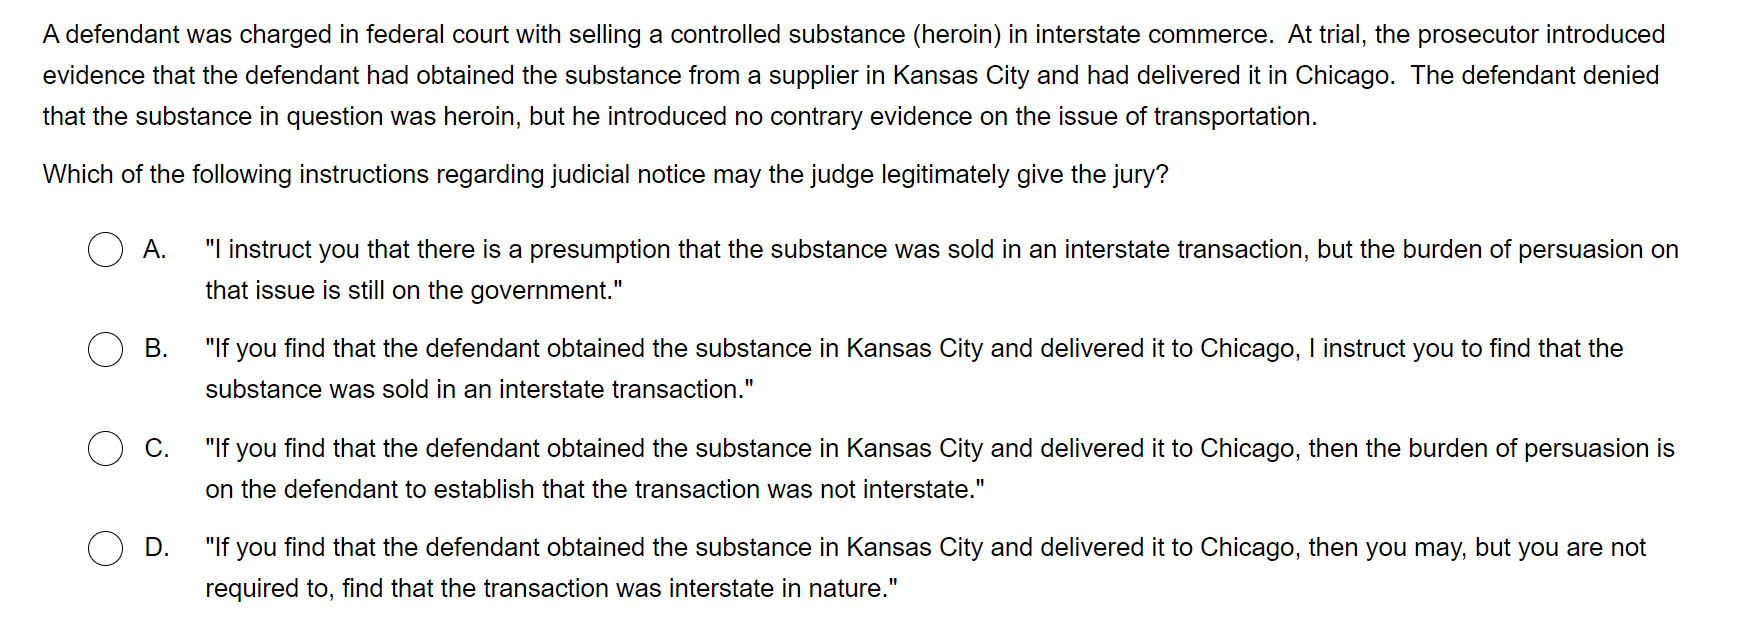 A defendant was charged in federal court with selling a controlled substance (heroin) in interstate commerce.  At trial, the prosecutor introduced
evidence that the defendant had obtained the substance from a supplier in Kansas City and had delivered it in Chicago.  The defendant denied
that the substance in question was heroin, but he introduced no contrary evidence on the issue of transportation.
Which of the following instructions regarding judicial notice may the judge legitimately give the jury?
A. "I instruct you that there is a presumption that the substance was sold in an interstate transaction, but the burden of persuasion on
that issue is still on the government."
B. "If you find that the defendant obtained the substance in Kansas City and delivered it to Chicago, I instruct you to find that the
substance was sold in an interstate transaction."
C. "If you find that the defendant obtained the substance in Kansas City and delivered it to Chicago, then the burden of persuasion is
on the defendant to establish that the transaction was not interstate."
D. "If you find that the defendant obtained the substance in Kansas City and delivered it to Chicago, then you may, but you are not
required to, find that the transaction was interstate in nature."